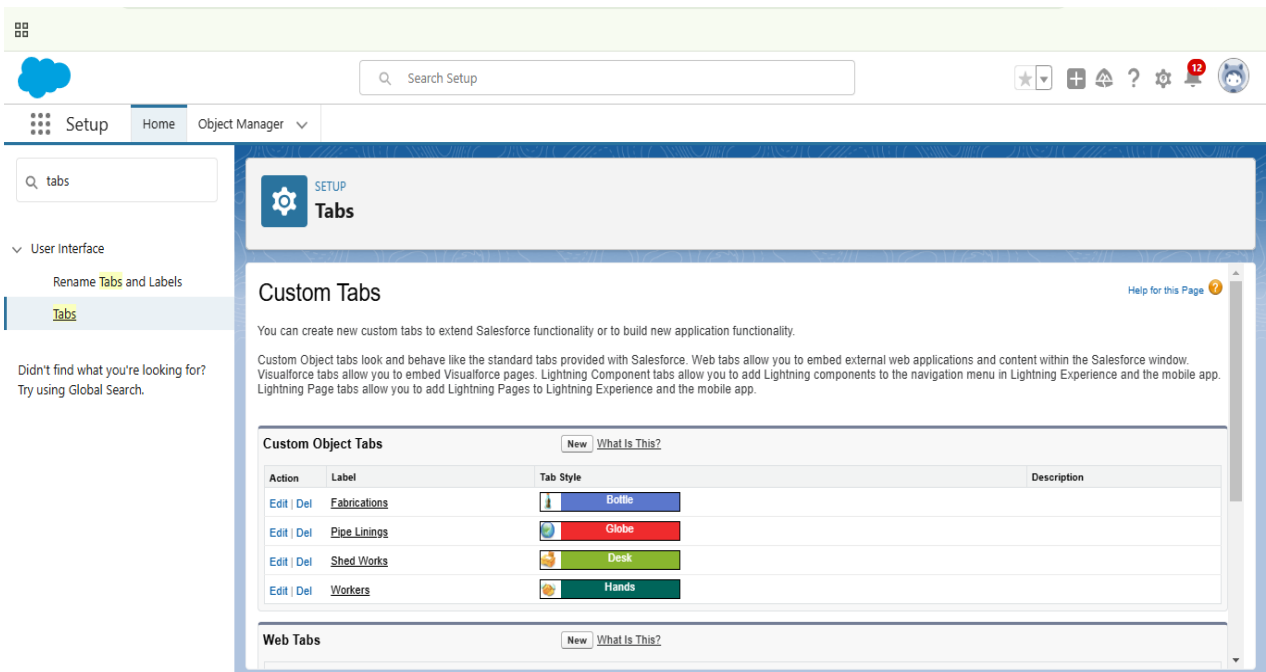 Search Setup
12
Setup
Home
Object Manager
tabs
User Interface
Rename Tabs and Labels
Tabs
Didn't find what you're looking for?
Try using Global Search.
SETUP
Tabs
Custom Tabs
Help for this Page ?
You can create new custom tabs to extend Salesforce functionality or to build new application functionality.
Custom Object tabs look and behave like the standard tabs provided with Salesforce. Web tabs allow you to embed external web applications and content within the Salesforce window.
Visualforce tabs allow you to embed Visualforce pages. Lightning Component tabs allow you to add Lightning components to the navigation menu in Lightning Experience and the mobile app.
Lightning Page tabs allow you to add Lightning Pages to Lightning Experience and the mobile app.
Custom Object Tabs New What Is This?
Action Label Tab Style Description
Edit | Del Fabrications Bottle
Edit | Del Pipe Linings Globe
Edit | Del Shed Works Desk
Edit | Del Workers Hands
Web Tabs New What Is This?